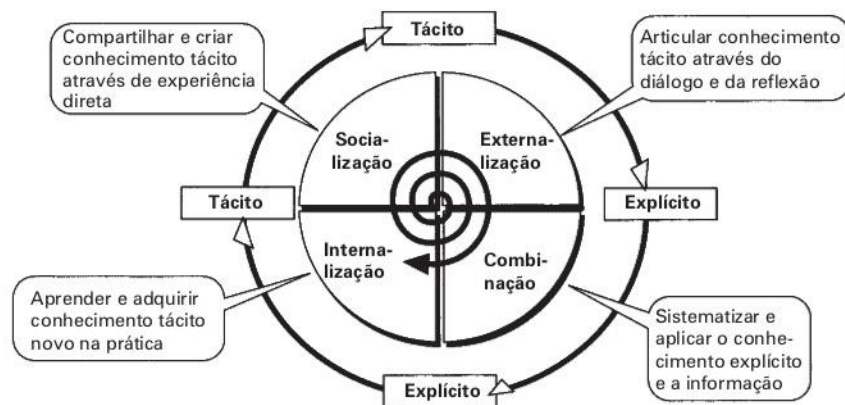 Tácito
Compartilhar e criar
conhecimento tácito
através de experiência
direta
Articular conhecimento
tácito através do
diálogo e da reflexão
Socia-
lização
Externa-
lização
Tácito
Explícito
Interna-
lização
Combi-
nação
Aprender e adquirir
conhecimento tácito
novo na prática
Sistematizar e
aplicar o conhe-
cimento explícito
e a informação
Explícito